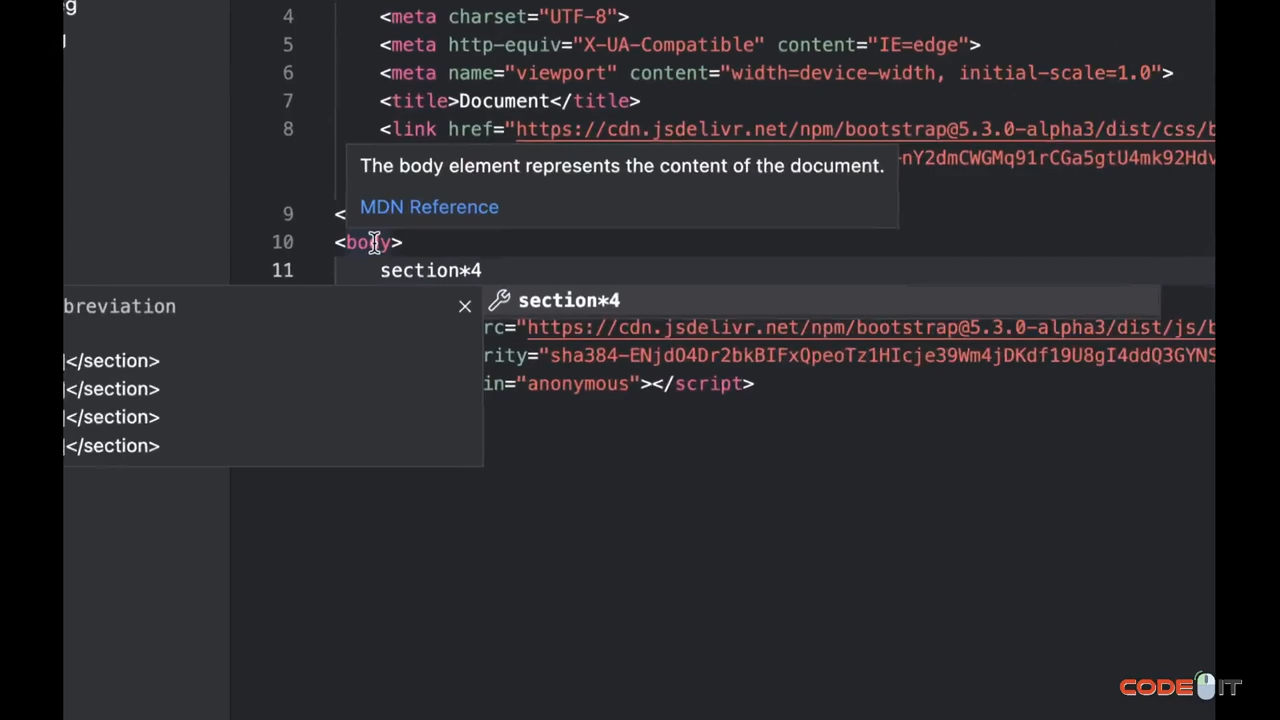 g
4 <meta charset="UTF-8">
5 <meta http-equiv="X-UA-Compatible" content="IE=edge">
6 <meta name="viewport" content="width=device-width, initial-scale=1.0">
7 <title>Document</title>
8 <link href="https://cdn.jsdelivr.net/npm/bootstrap@5.3.0-alpha3/dist/css/b
-nY2dmCWGMq91rCGa5gtU4mk92Hdv
The body element represents the content of the document.
MDN Reference
9 <
10 <body>
11 section*4
breviation
</section>
</section>
</section>
</section>
section*4
rc="https://cdn.jsdelivr.net/npm/bootstrap@5.3.0-alpha3/dist/js/b
rity="sha384-ENjdO4Dr2bkBIFxQpeoTz1HIcje39Wm4jDKdf19U8gI4ddQ3GYNS
in="anonymous"></script>
CODE IT